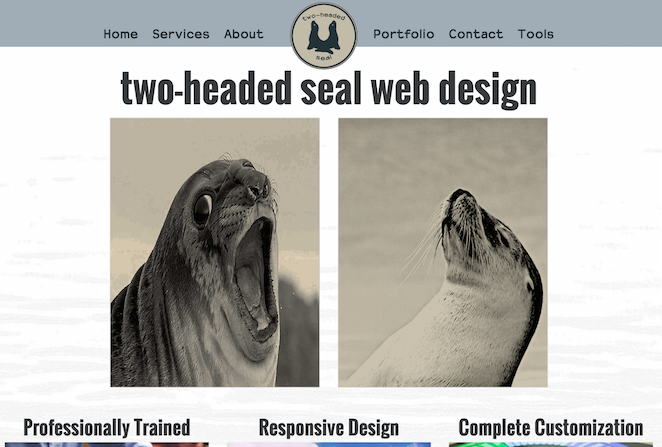 Home Services About
two-headed
seal
Portfolio Contact Tools
two-headed seal web design
Professionally Trained
Responsive Design
Complete Customization